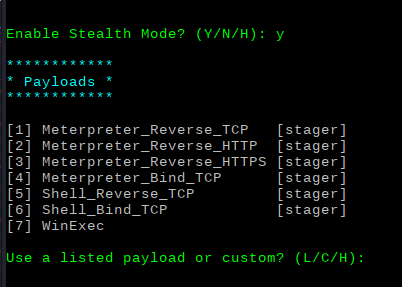 Enable Stealth Mode? (Y/N/H): y
************
* Payloads *
************
[1] Meterpreter_Reverse_TCP   [stager]
[2] Meterpreter_Reverse_HTTP  [stager]
[3] Meterpreter_Reverse_HTTPS [stager]
[4] Meterpreter_Bind_TCP      [stager]
[5] Shell_Reverse_TCP         [stager]
[6] Shell_Bind_TCP            [stager]
[7] WinExec
Use a listed payload or custom? (L/C/H):